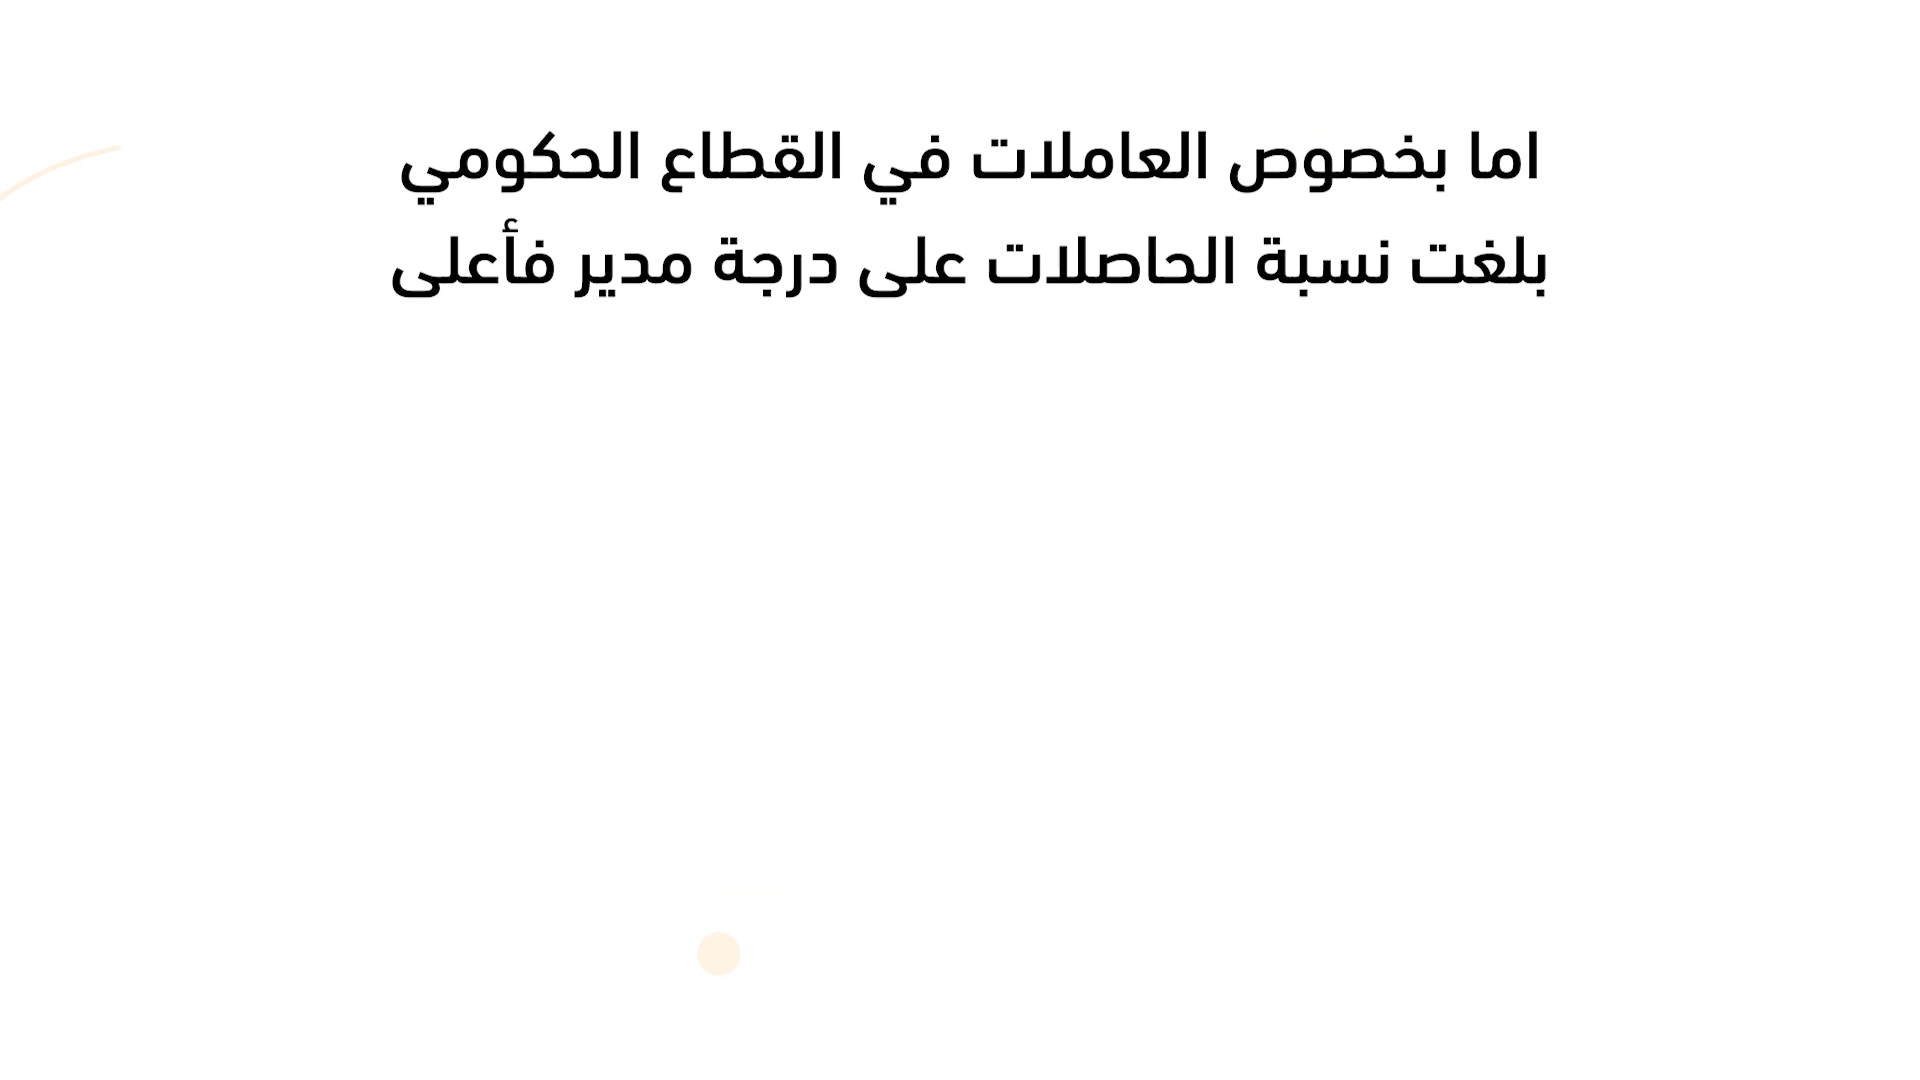 اما بخصوص العاملات في القطاع الحكومي
بلغت نسبة الحاصلات على درجة مدير فأعلى